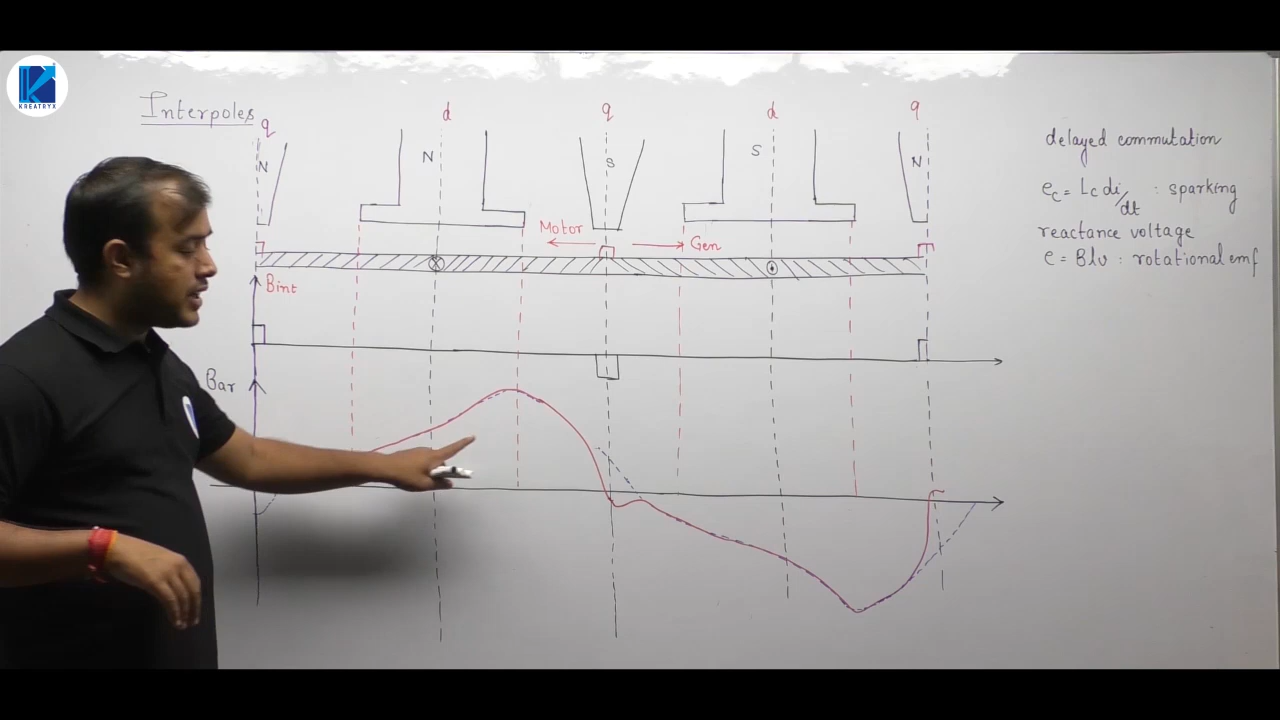 KREATRYX
Interpoles
q d q d q
N N S S N
Motor Gen
Bint
Bar
delayed commutation
ec = Lc di/dt : sparking
reactance voltage
e = Blv : rotational emf